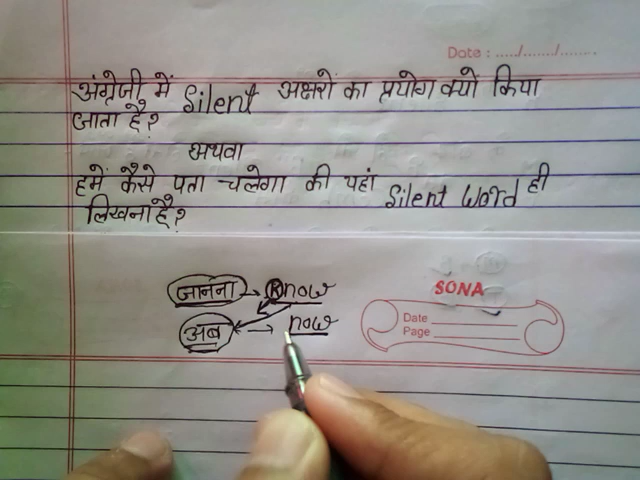 Date : ...../......./.......
अंग्रेजी में Silent अक्षरों का प्रयोग क्यों किया
जाता है?
अथवा
हमें कैसे पता चलेगा की यहां Silent Word ही
लिखना है?
जानना → Know
अब → now
SONA
Date
Page